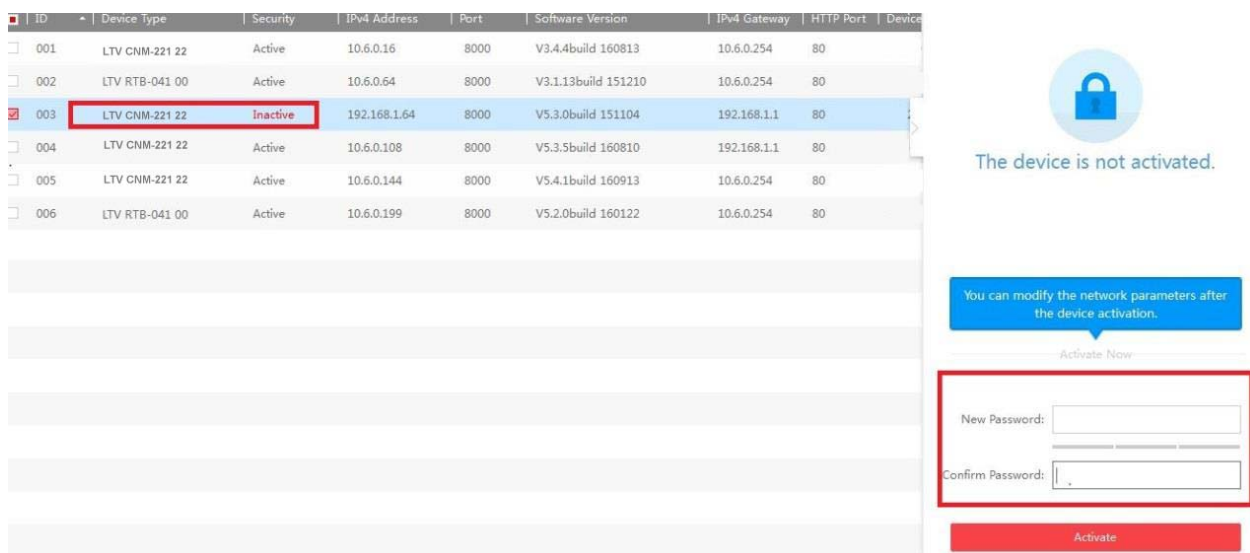 ID | Device Type | Security | IPv4 Address | Port | Software Version | IPv4 Gateway | HTTP Port | Device
001 LTV CNM-221 22 Active 10.6.0.16 8000 V3.4.4build 160813 10.6.0.254 80
002 LTV RTB-041 00 Active 10.6.0.64 8000 V3.1.13build 151210 10.6.0.254 80
003 LTV CNM-221 22 Inactive 192.168.1.64 8000 V5.3.0build 151104 192.168.1.1 80
004 LTV CNM-221 22 Active 10.6.0.108 8000 V5.3.5build 160810 192.168.1.1 80
005 LTV CNM-221 22 Active 10.6.0.144 8000 V5.4.1build 160913 10.6.0.254 80
006 LTV RTB-041 00 Active 10.6.0.199 8000 V5.2.0build 160122 10.6.0.254 80
The device is not activated.
You can modify the network parameters after
the device activation.
Activate Now
New Password:
Confirm Password:
Activate